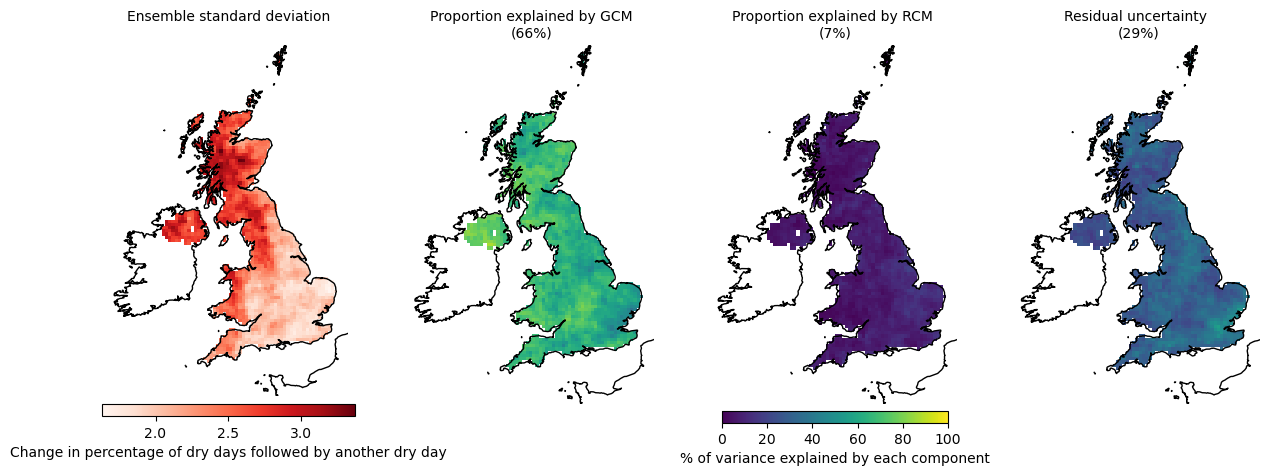 Ensemble standard deviation
Proportion explained by GCM
(66%)
Proportion explained by RCM
(7%)
Residual uncertainty
(29%)
2.0 2.5 3.0
Change in percentage of dry days followed by another dry day
0 20 40 60 80 100
% of variance explained by each component